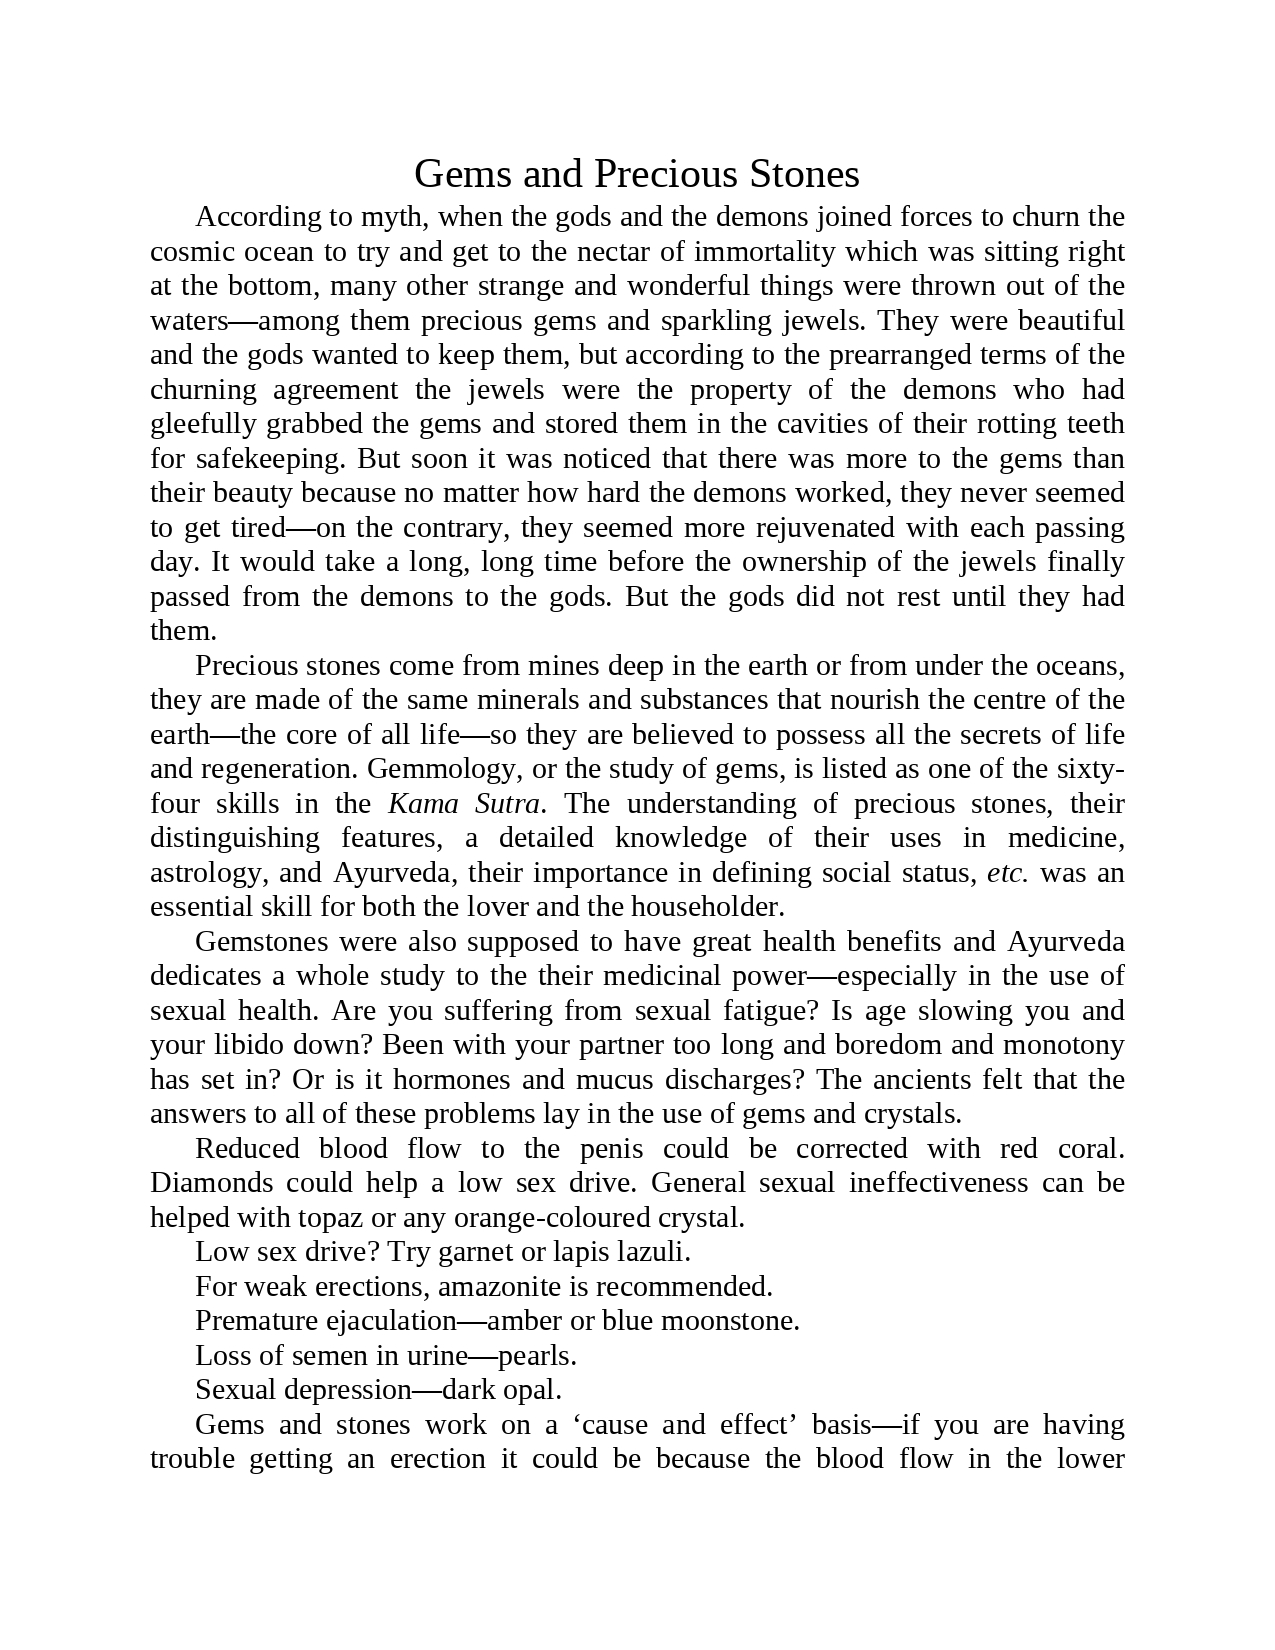 Gems and Precious Stones
According to myth, when the gods and the demons joined forces to churn the
cosmic ocean to try and get to the nectar of immortality which was sitting right
at the bottom, many other strange and wonderful things were thrown out of the
waters—among them precious gems and sparkling jewels. They were beautiful
and the gods wanted to keep them, but according to the prearranged terms of the
churning agreement the jewels were the property of the demons who had
gleefully grabbed the gems and stored them in the cavities of their rotting teeth
for safekeeping. But soon it was noticed that there was more to the gems than
their beauty because no matter how hard the demons worked, they never seemed
to get tired—on the contrary, they seemed more rejuvenated with each passing
day. It would take a long, long time before the ownership of the jewels finally
passed from the demons to the gods. But the gods did not rest until they had
them.
Precious stones come from mines deep in the earth or from under the oceans,
they are made of the same minerals and substances that nourish the centre of the
earth—the core of all life—so they are believed to possess all the secrets of life
and regeneration. Gemmology, or the study of gems, is listed as one of the sixty-
four skills in the Kama Sutra. The understanding of precious stones, their
distinguishing features, a detailed knowledge of their uses in medicine,
astrology, and Ayurveda, their importance in defining social status, etc. was an
essential skill for both the lover and the householder.
Gemstones were also supposed to have great health benefits and Ayurveda
dedicates a whole study to the their medicinal power—especially in the use of
sexual health. Are you suffering from sexual fatigue? Is age slowing you and
your libido down? Been with your partner too long and boredom and monotony
has set in? Or is it hormones and mucus discharges? The ancients felt that the
answers to all of these problems lay in the use of gems and crystals.
Reduced blood flow to the penis could be corrected with red coral.
Diamonds could help a low sex drive. General sexual ineffectiveness can be
helped with topaz or any orange-coloured crystal.
Low sex drive? Try garnet or lapis lazuli.
For weak erections, amazonite is recommended.
Premature ejaculation—amber or blue moonstone.
Loss of semen in urine—pearls.
Sexual depression—dark opal.
Gems and stones work on a ‘cause and effect’ basis—if you are having
trouble getting an erection it could be because the blood flow in the lower